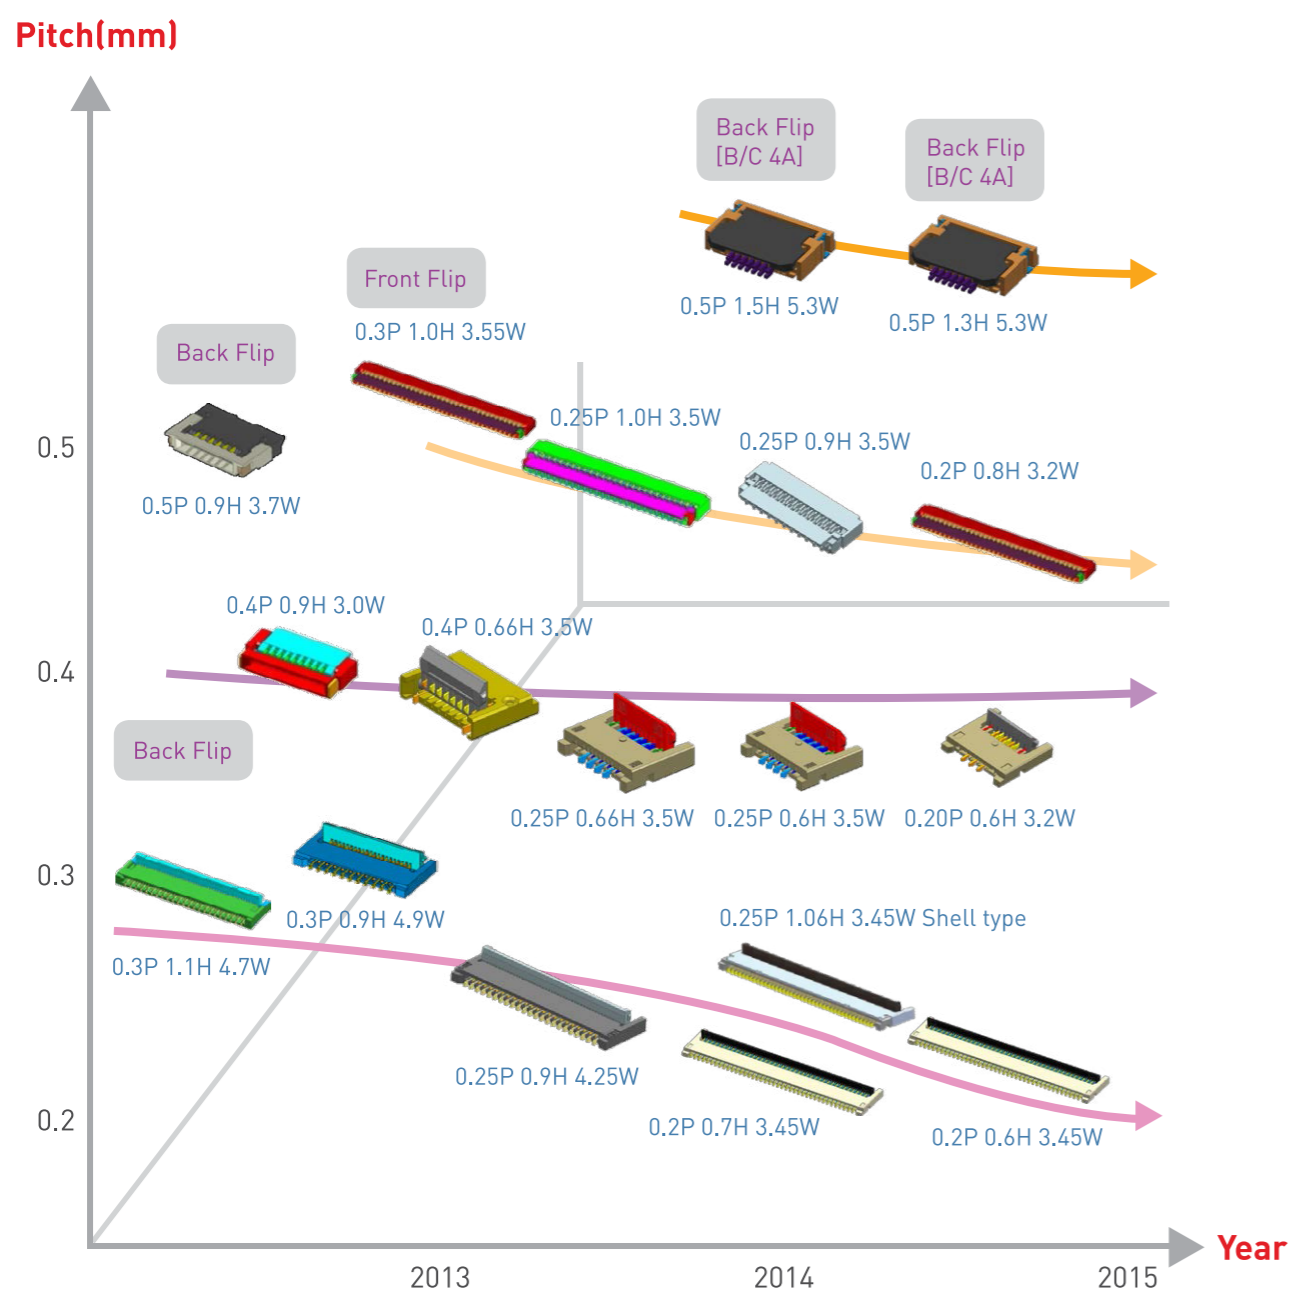 Pitch(mm)
Back Flip
[B/C 4A]
Back Flip
[B/C 4A]
0.5P 1.5H 5.3W
0.5P 1.3H 5.3W
Front Flip
0.3P 1.0H 3.55W
Back Flip
0.25P 1.0H 3.5W
0.25P 0.9H 3.5W
0.2P 0.8H 3.2W
0.5
0.5P 0.9H 3.7W
0.4P 0.9H 3.0W
0.4P 0.66H 3.5W
0.4
Back Flip
0.25P 0.66H 3.5W
0.25P 0.6H 3.5W
0.20P 0.6H 3.2W
0.3
0.3P 0.9H 4.9W
0.25P 1.06H 3.45W Shell type
0.3P 1.1H 4.7W
0.25P 0.9H 4.25W
0.2
0.2P 0.7H 3.45W
0.2P 0.6H 3.45W
Year
2013
2014
2015